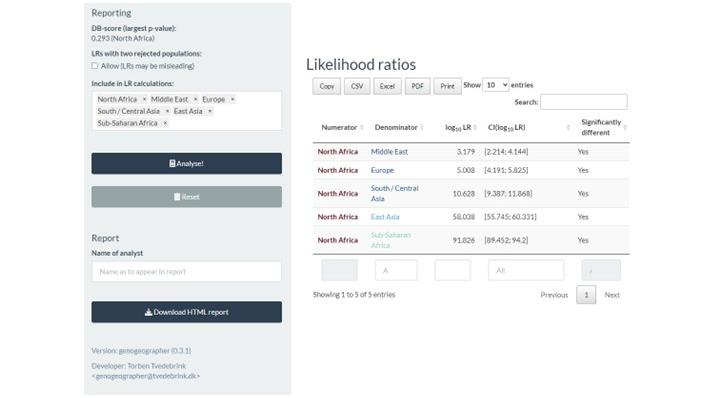 Reporting
DB-score (largest p-value):
0.293 (North Africa)
LRs with two rejected populations:
Allow (LRs may be misleading)
Include in LR calculations:
North Africa × Middle East × Europe ×
South / Central Asia × East Asia ×
Sub-Saharan Africa ×
Analyse!
Reset
Report
Name of analyst
Name as to appear in report
Download HTML report
Version: genogeographer (0.3.1)
Developer: Torben Tvedebrink
<genogeographer@tvedebrink.dk>
Likelihood ratios
Copy CSV Excel PDF Print Show 10 entries
Search:
Numerator Denominator log10 LR CI(log10 LR) Significantly
different
North Africa Middle East 3.179 [2.214; 4.144] Yes
North Africa Europe 5.008 [4.191; 5.825] Yes
North Africa South / Central
Asia 10.628 [9.387; 11.868] Yes
North Africa East Asia 58.038 [55.745; 60.331] Yes
North Africa Sub-Saharan
Africa 91.826 [89.452; 94.2] Yes
A All
Showing 1 to 5 of 5 entries Previous 1 Next